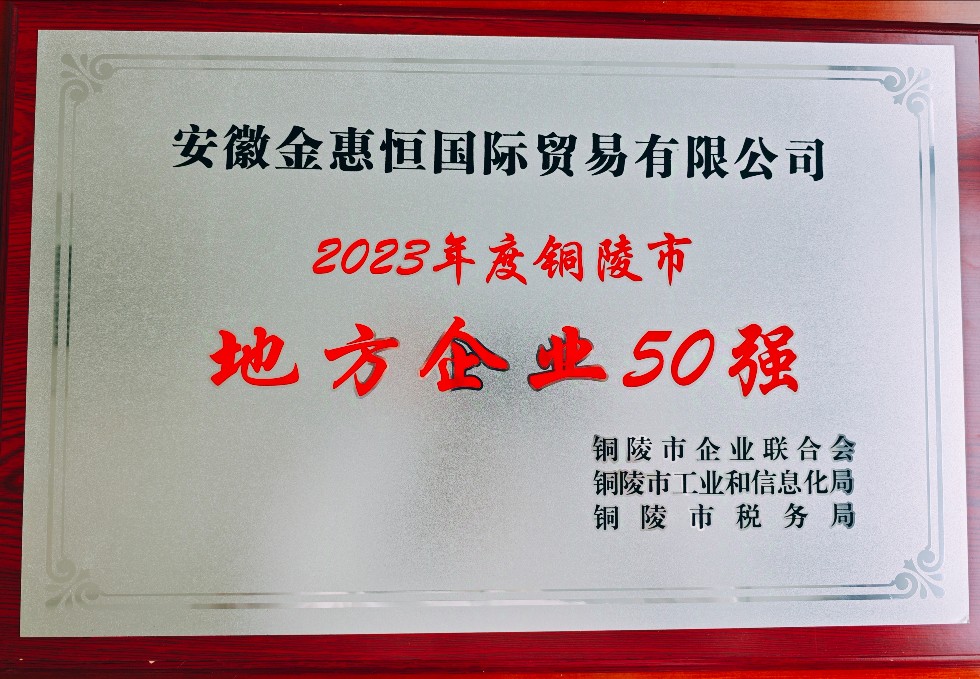 安徽金惠恒国际贸易有限公司
2023年度铜陵市
地方企业50强
铜陵市企业联合会
铜陵市工业和信息化局
铜陵市税务局